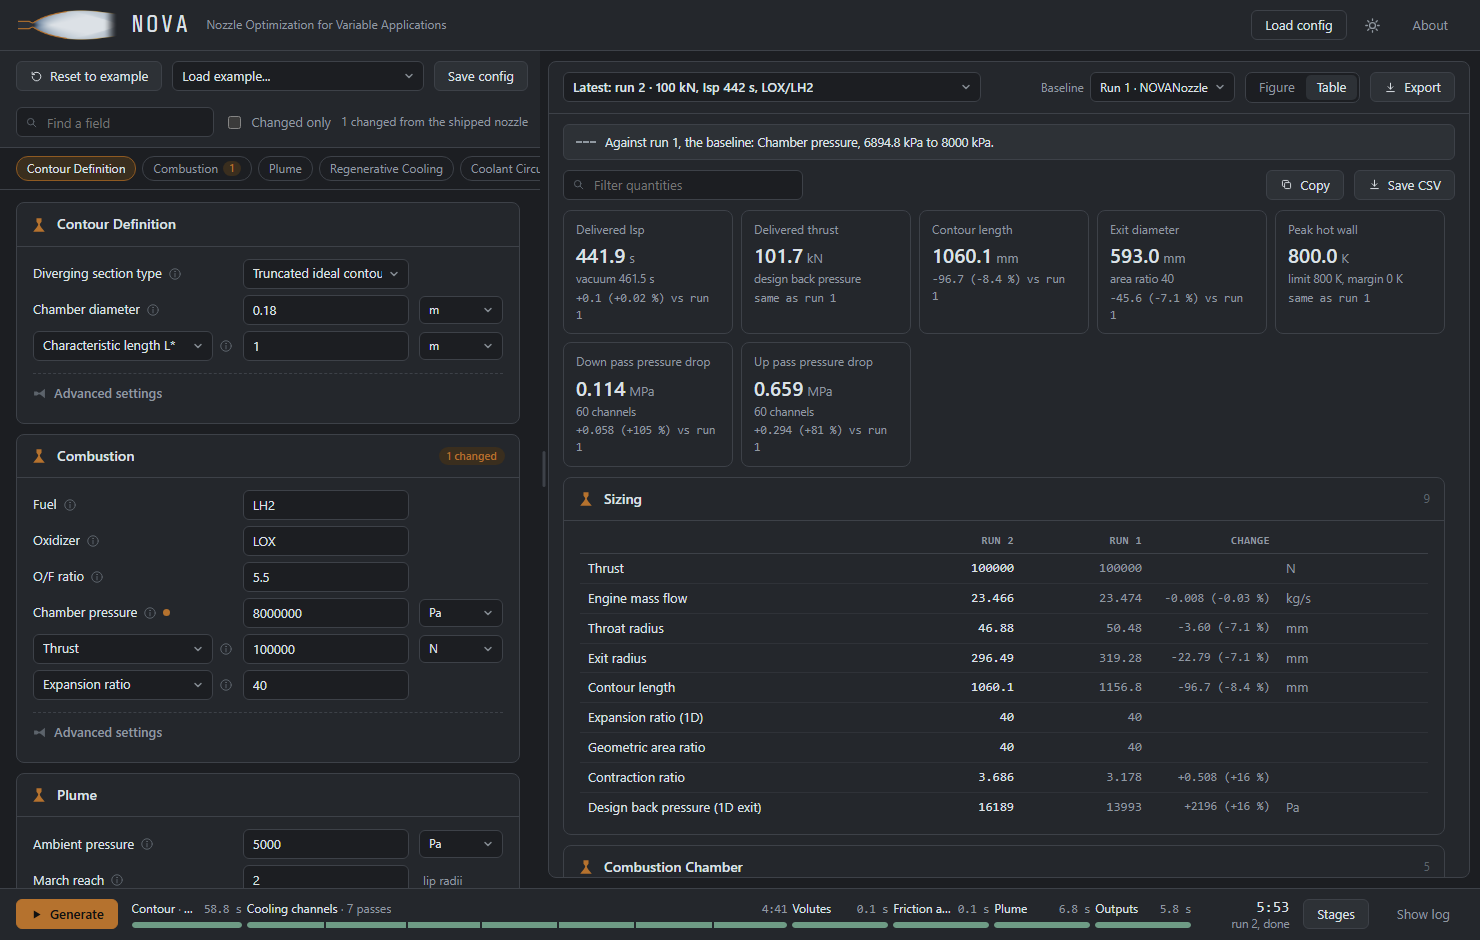 NOVA
Nozzle Optimization for Variable Applications
Load config
About
Reset to example
Load example...
Save config
Find a field
Changed only
1 changed from the shipped nozzle
Contour Definition
Combustion 1
Plume
Regenerative Cooling
Coolant Circu
Contour Definition
Diverging section type
Truncated ideal contou
Chamber diameter
0.18
m
Characteristic length L*
1
m
Advanced settings
Combustion
1 changed
Fuel
LH2
Oxidizer
LOX
O/F ratio
5.5
Chamber pressure
8000000
Pa
Thrust
100000
N
Expansion ratio
40
Advanced settings
Plume
Ambient pressure
5000
Pa
March reach
2
lip radii
Latest: run 2 · 100 kN, Isp 442 s, LOX/LH2
Baseline
Run 1 · NOVANozzle
Figure
Table
Export
Against run 1, the baseline: Chamber pressure, 6894.8 kPa to 8000 kPa.
Filter quantities
Copy
Save CSV
Delivered Isp
441.9 s
vacuum 461.5 s
+0.1 (+0.02 %) vs run
1
Delivered thrust
101.7 kN
design back pressure
same as run 1
Contour length
1060.1 mm
-96.7 (-8.4 %) vs run
1
Exit diameter
593.0 mm
area ratio 40
-45.6 (-7.1 %) vs run
1
Peak hot wall
800.0 K
limit 800 K, margin 0 K
same as run 1
Down pass pressure drop
0.114 MPa
60 channels
+0.058 (+105 %) vs run
1
Up pass pressure drop
0.659 MPa
60 channels
+0.294 (+81 %) vs run
1
Sizing
9
RUN 2 RUN 1 CHANGE
Thrust 100000 100000 N
Engine mass flow 23.466 23.474 -0.008 (-0.03 %) kg/s
Throat radius 46.88 50.48 -3.60 (-7.1 %) mm
Exit radius 296.49 319.28 -22.79 (-7.1 %) mm
Contour length 1060.1 1156.8 -96.7 (-8.4 %) mm
Expansion ratio (1D) 40 40
Geometric area ratio 40 40
Contraction ratio 3.686 3.178 +0.508 (+16 %)
Design back pressure (1D exit) 16189 13993 +2196 (+16 %) Pa
Combustion Chamber
5
Generate
Contour · ... 58.8 s
Cooling channels · 7 passes 4:41
Volutes 0.1 s
Friction a... 0.1 s
Plume 6.8 s
Outputs 5.8 s
5:53
run 2, done
Stages
Show log